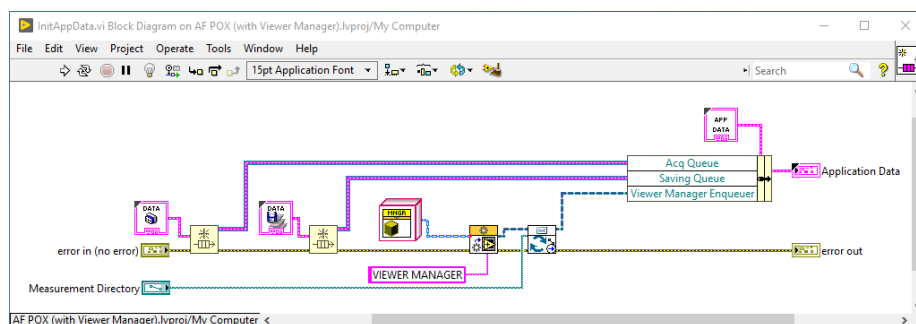 InitAppData.vi Block Diagram on AF POX (with Viewer Manager).lvproj/My Computer
File Edit View Project Operate Tools Window Help
15pt Application Font
Search
?
APP
DATA
Acq Queue
Saving Queue
Viewer Manager Enqueuer
Application Data
DATA
DATA
MNGR
error in (no error)
error out
VIEWER MANAGER
Measurement Directory
AF POX (with Viewer Manager).lvproj/My Computer